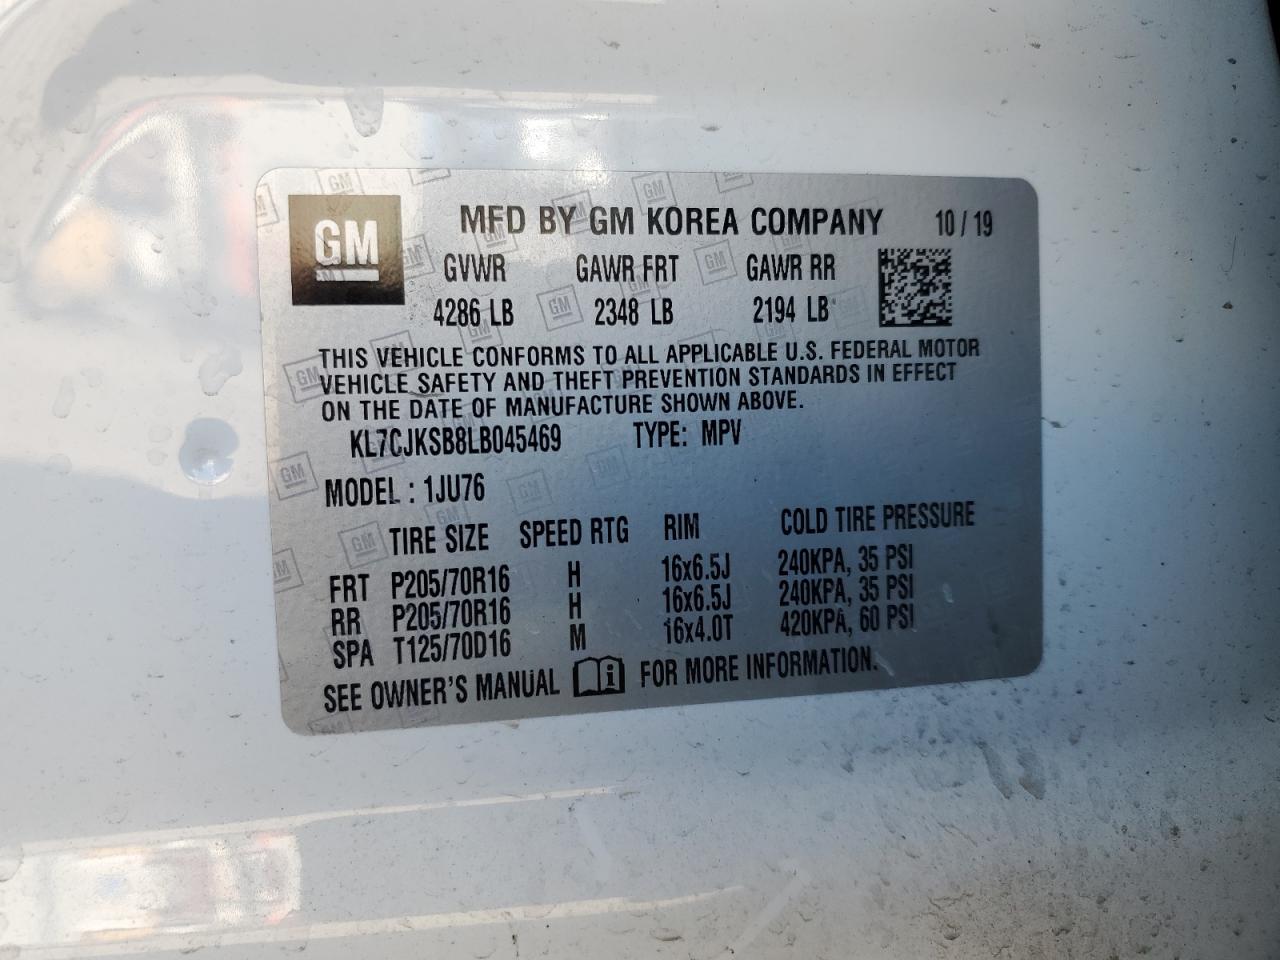 GM MFD BY GM KOREA COMPANY 10 / 19
GVWR GAWR FRT GAWR RR
4286 LB 2348 LB 2194 LB
THIS VEHICLE CONFORMS TO ALL APPLICABLE U.S. FEDERAL MOTOR
VEHICLE SAFETY AND THEFT PREVENTION STANDARDS IN EFFECT
ON THE DATE OF MANUFACTURE SHOWN ABOVE.
KL7CJKSB8LB045469 TYPE: MPV
MODEL : 1JU76
TIRE SIZE SPEED RTG RIM COLD TIRE PRESSURE
FRT P205/70R16 H 16x6.5J 240KPA, 35 PSI
RR P205/70R16 H 16x6.5J 240KPA, 35 PSI
SPA T125/70D16 M 16x4.0T 420KPA, 60 PSI
SEE OWNER'S MANUAL i FOR MORE INFORMATION.